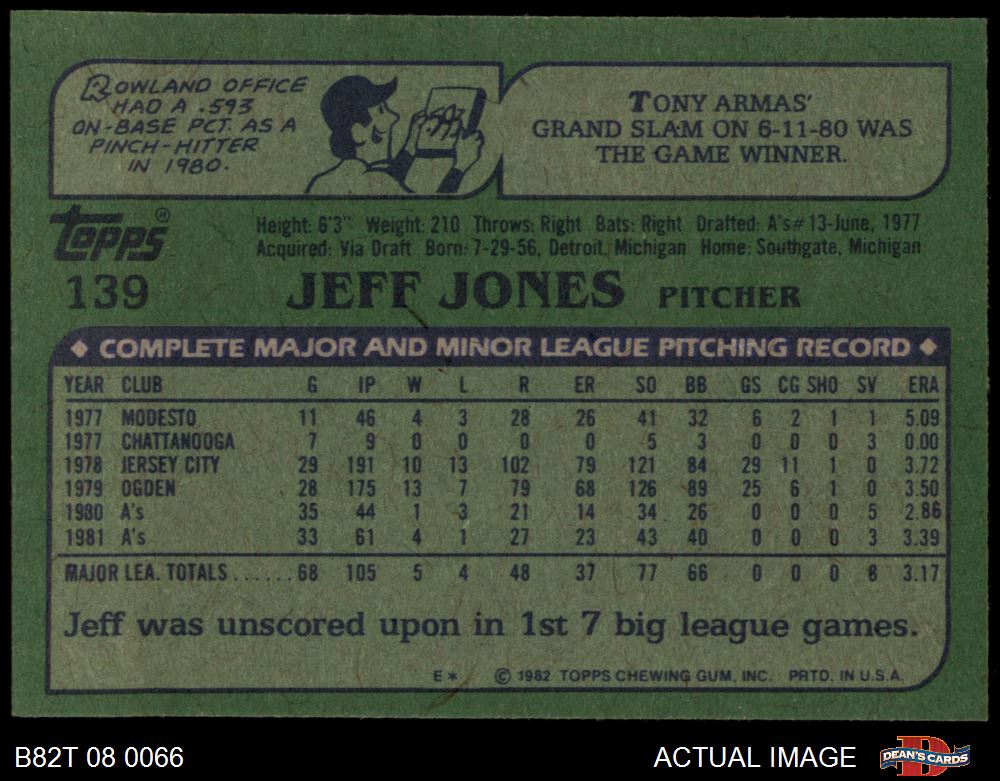 ROWLAND OFFICE
HAD A .593
ON-BASE PCT. AS A
PINCH-HITTER
IN 1980.
TONY ARMAS'
GRAND SLAM ON 6-11-80 WAS
THE GAME WINNER.
TOPPS®
Height: 6'3" Weight: 210 Throws: Right Bats: Right Drafted: A's #13-June, 1977
Acquired: Via Draft Born: 7-29-56, Detroit, Michigan Home: Southgate, Michigan
139 JEFF JONES PITCHER
◆ COMPLETE MAJOR AND MINOR LEAGUE PITCHING RECORD ◆
YEAR CLUB G IP W L R ER SO BB GS CG SHO SV ERA
1977 MODESTO 11 46 4 3 28 26 41 32 6 2 1 1 5.09
1977 CHATTANOOGA 7 9 0 0 0 0 5 3 0 0 0 3 0.00
1978 JERSEY CITY 29 191 10 13 102 79 121 84 29 11 1 0 3.72
1979 OGDEN 28 175 13 7 79 68 126 89 25 6 1 0 3.50
1980 A's 35 44 1 3 21 14 34 26 0 0 0 5 2.86
1981 A's 33 61 4 1 27 23 43 40 0 0 0 3 3.39
MAJOR LEA. TOTALS......68 105 5 4 48 37 77 66 0 0 0 8 3.17
Jeff was unscored upon in 1st 7 big league games.
E* © 1982 TOPPS CHEWING GUM, INC. PRTD. IN U.S.A.
B82T 08 0066 ACTUAL IMAGE DEAN'S CARDS